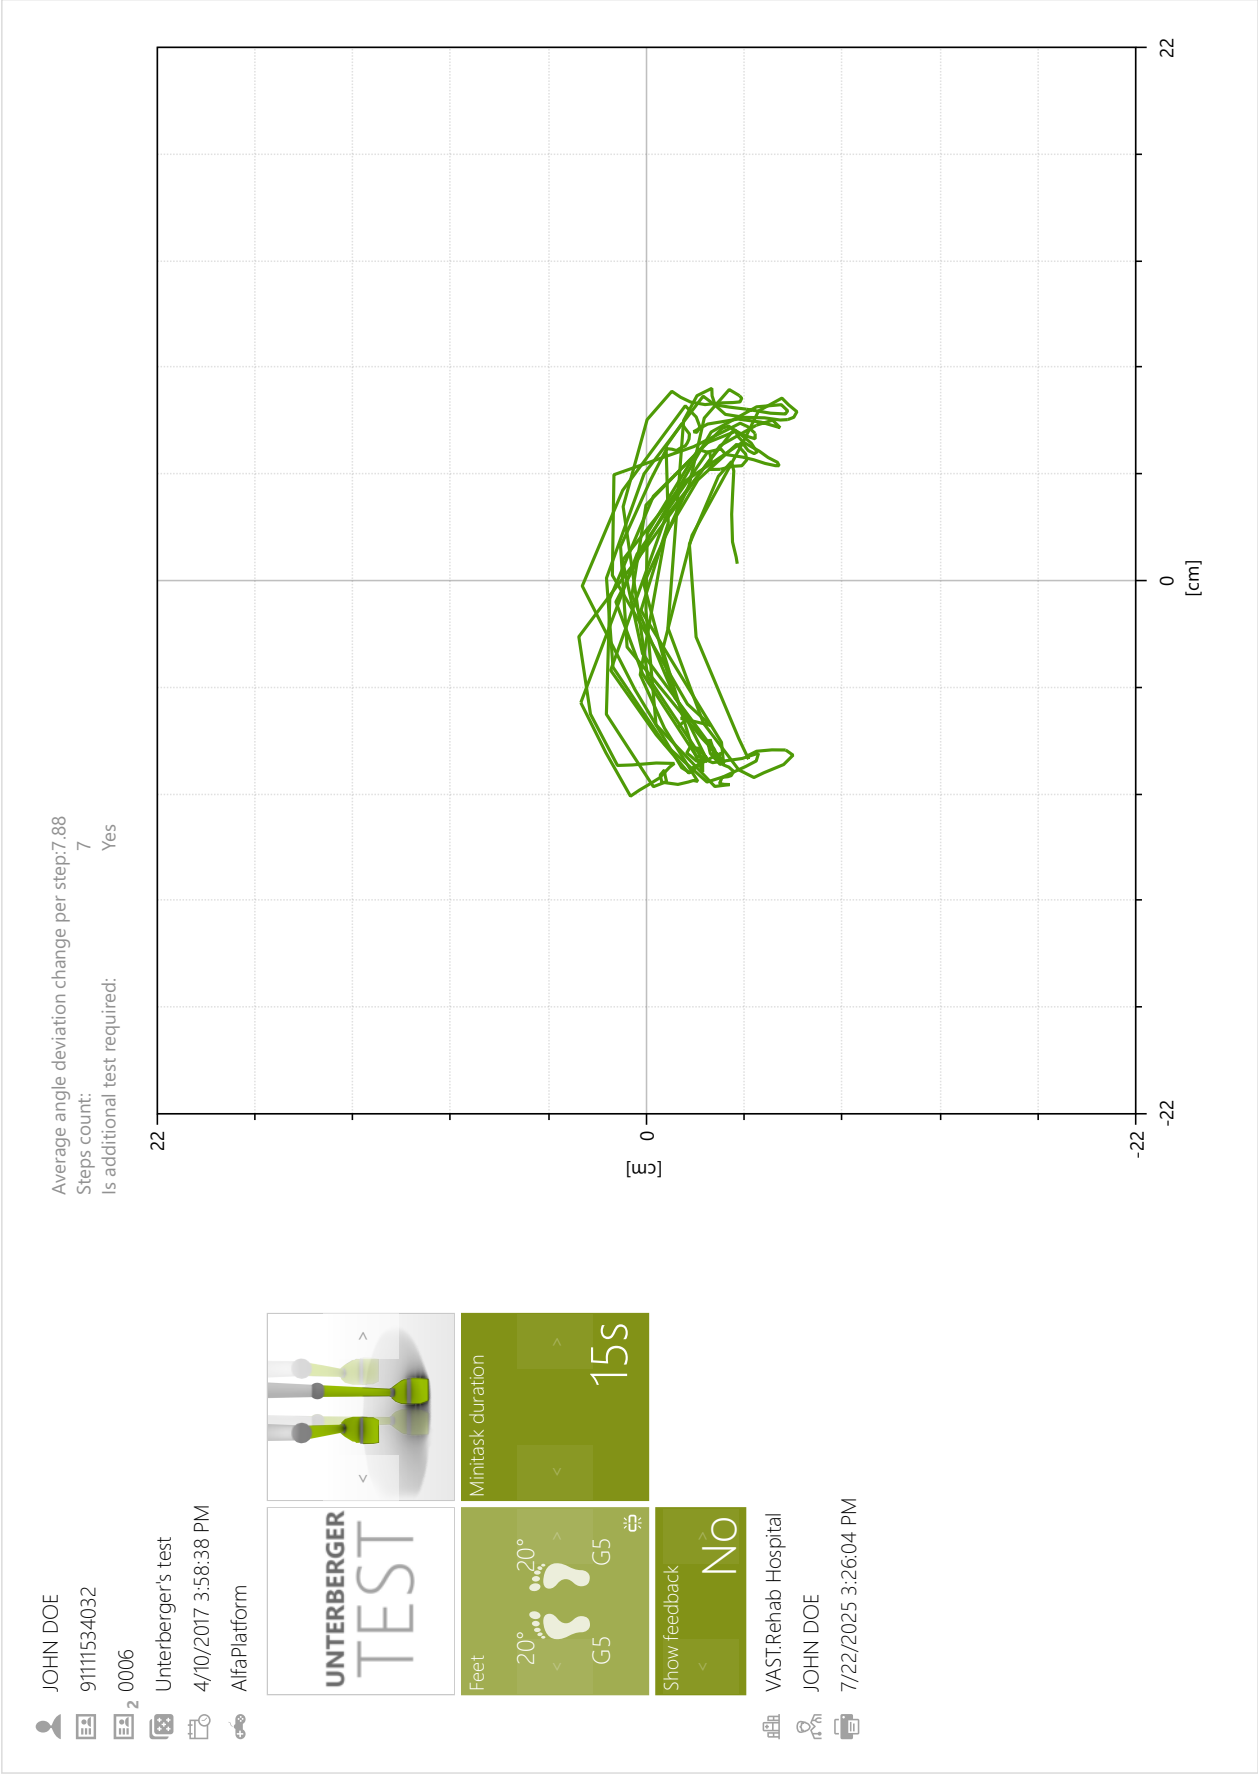 JOHN DOE
91111534032
2 0006
Unterberger's test
4/10/2017 3:58:38 PM
AlfaPlatform
UNTERBERGER
TEST
Feet
20° 20°
G5 G5
Minitask duration
15s
Show feedback
No
VAST.Rehab Hospital
JOHN DOE
7/22/2025 3:26:04 PM
Average angle deviation change per step:7.88
Steps count: 7
Is additional test required: Yes
22
0
[cm]
-22
-22
0
22
[cm]